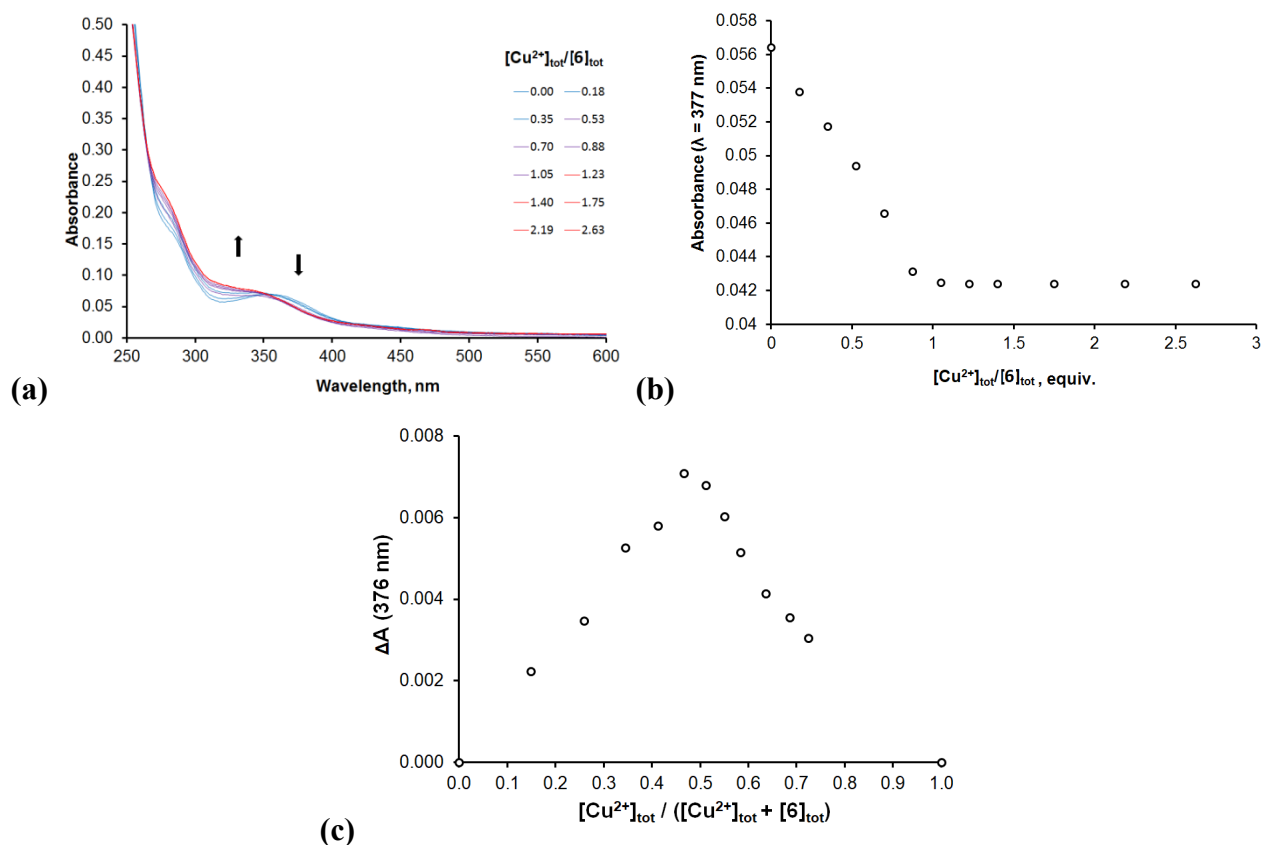 0.50
0.45
0.40
0.35
0.30
0.25
0.20
0.15
0.10
0.05
0.00
Absorbance
250 300 350 400 450 500 550 600
Wavelength, nm
[Cu²⁺]tot/[6]tot
0.00 0.18
0.35 0.53
0.70 0.88
1.05 1.23
1.40 1.75
2.19 2.63
(a)
0.058
0.056
0.054
0.052
0.05
0.048
0.046
0.044
0.042
0.04
Absorbance (λ = 377 nm)
0 0.5 1 1.5 2 2.5 3
[Cu²⁺]tot/[6]tot , equiv.
(b)
0.008
0.006
0.004
0.002
0.000
ΔA (376 nm)
0.0 0.1 0.2 0.3 0.4 0.5 0.6 0.7 0.8 0.9 1.0
[Cu²⁺]tot / ([Cu²⁺]tot + [6]tot)
(c)